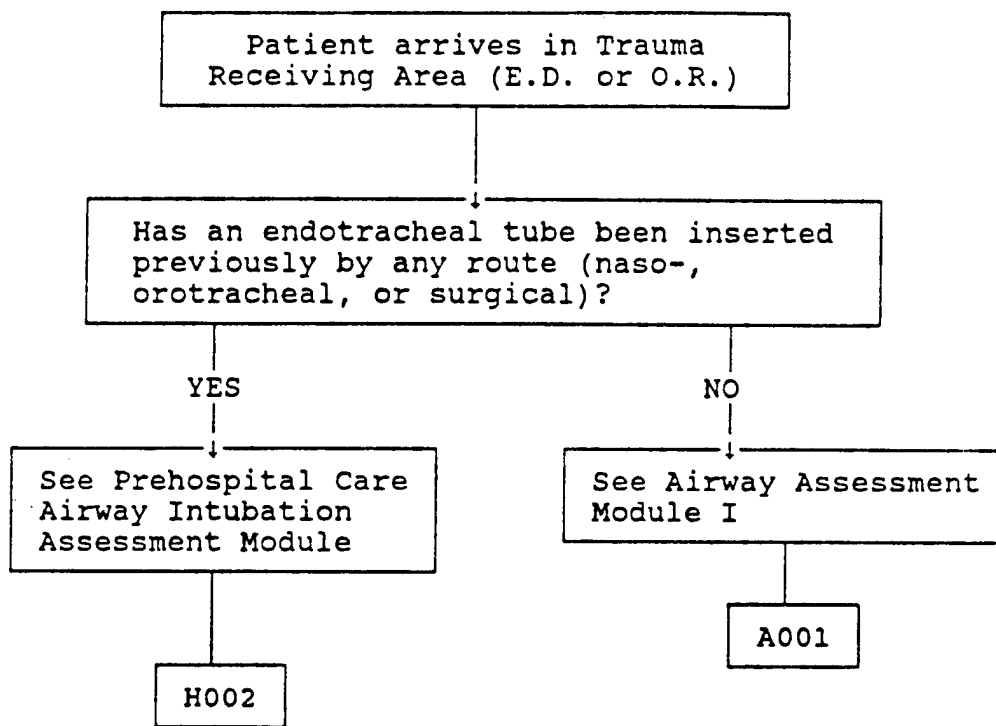 Patient arrives in Trauma
Receiving Area (E.D. or O.R.)
Has an endotracheal tube been inserted
previously by any route (naso-,
orotracheal, or surgical)?
YES
NO
See Prehospital Care
Airway Intubation
Assessment Module
See Airway Assessment
Module I
A001
H002